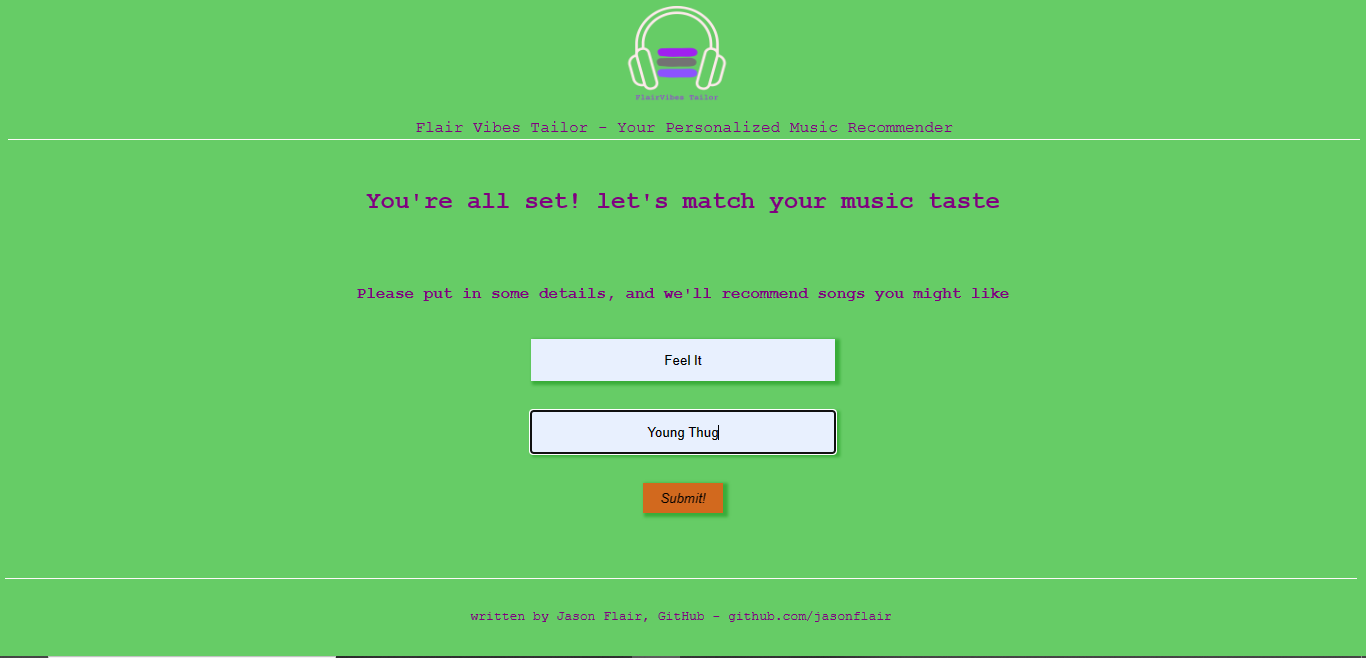 FlairVibes Tailor
Flair Vibes Tailor - Your Personalized Music Recommender
You're all set! let's match your music taste
Please put in some details, and we'll recommend songs you might like
Feel It
Young Thug
Submit!
written by Jason Flair, GitHub - github.com/jasonflair